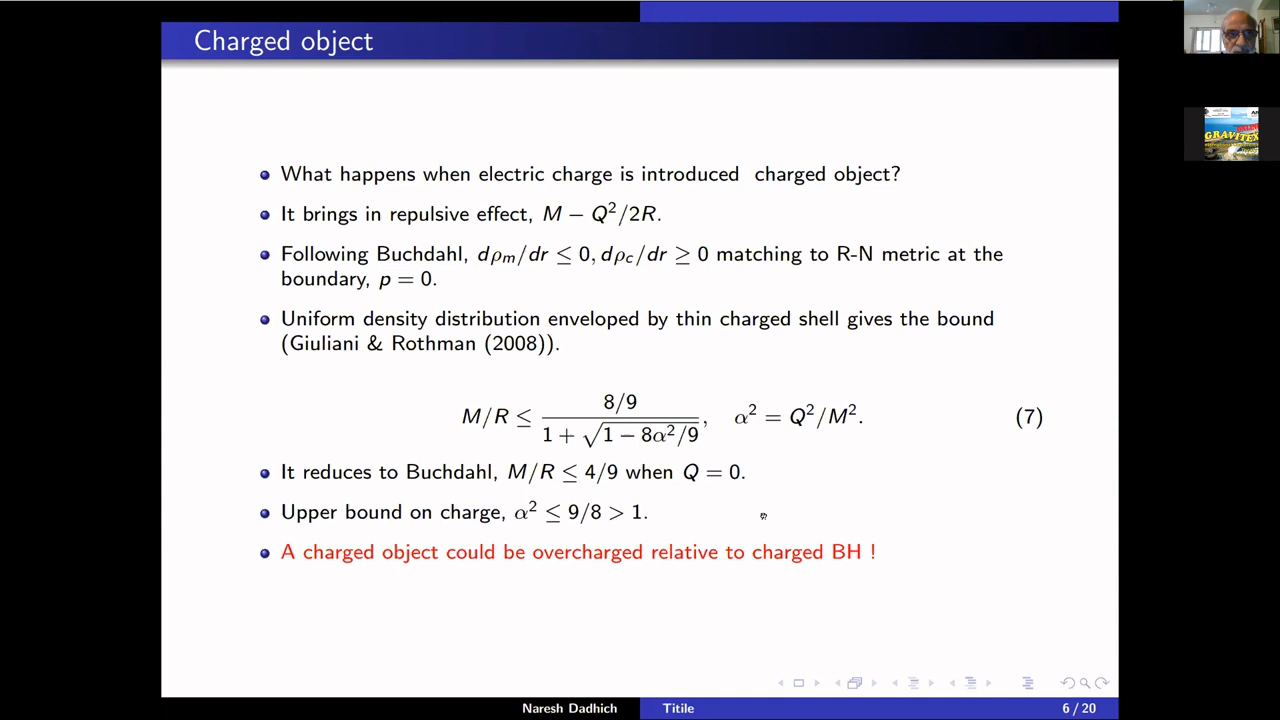 Charged object
What happens when electric charge is introduced charged object?
It brings in repulsive effect, M − Q²/2R.
Following Buchdahl, dρₘ/dr ≤ 0, dρ_c/dr ≥ 0 matching to R-N metric at the
boundary, p = 0.
Uniform density distribution enveloped by thin charged shell gives the bound
(Giuliani & Rothman (2008)).
M/R ≤ 8/9 / (1 + √(1 − 8α²/9)), α² = Q²/M². (7)
It reduces to Buchdahl, M/R ≤ 4/9 when Q = 0.
Upper bound on charge, α² ≤ 9/8 > 1.
A charged object could be overcharged relative to charged BH !
Naresh Dadhich Titile 6 / 20
GRAVITEX